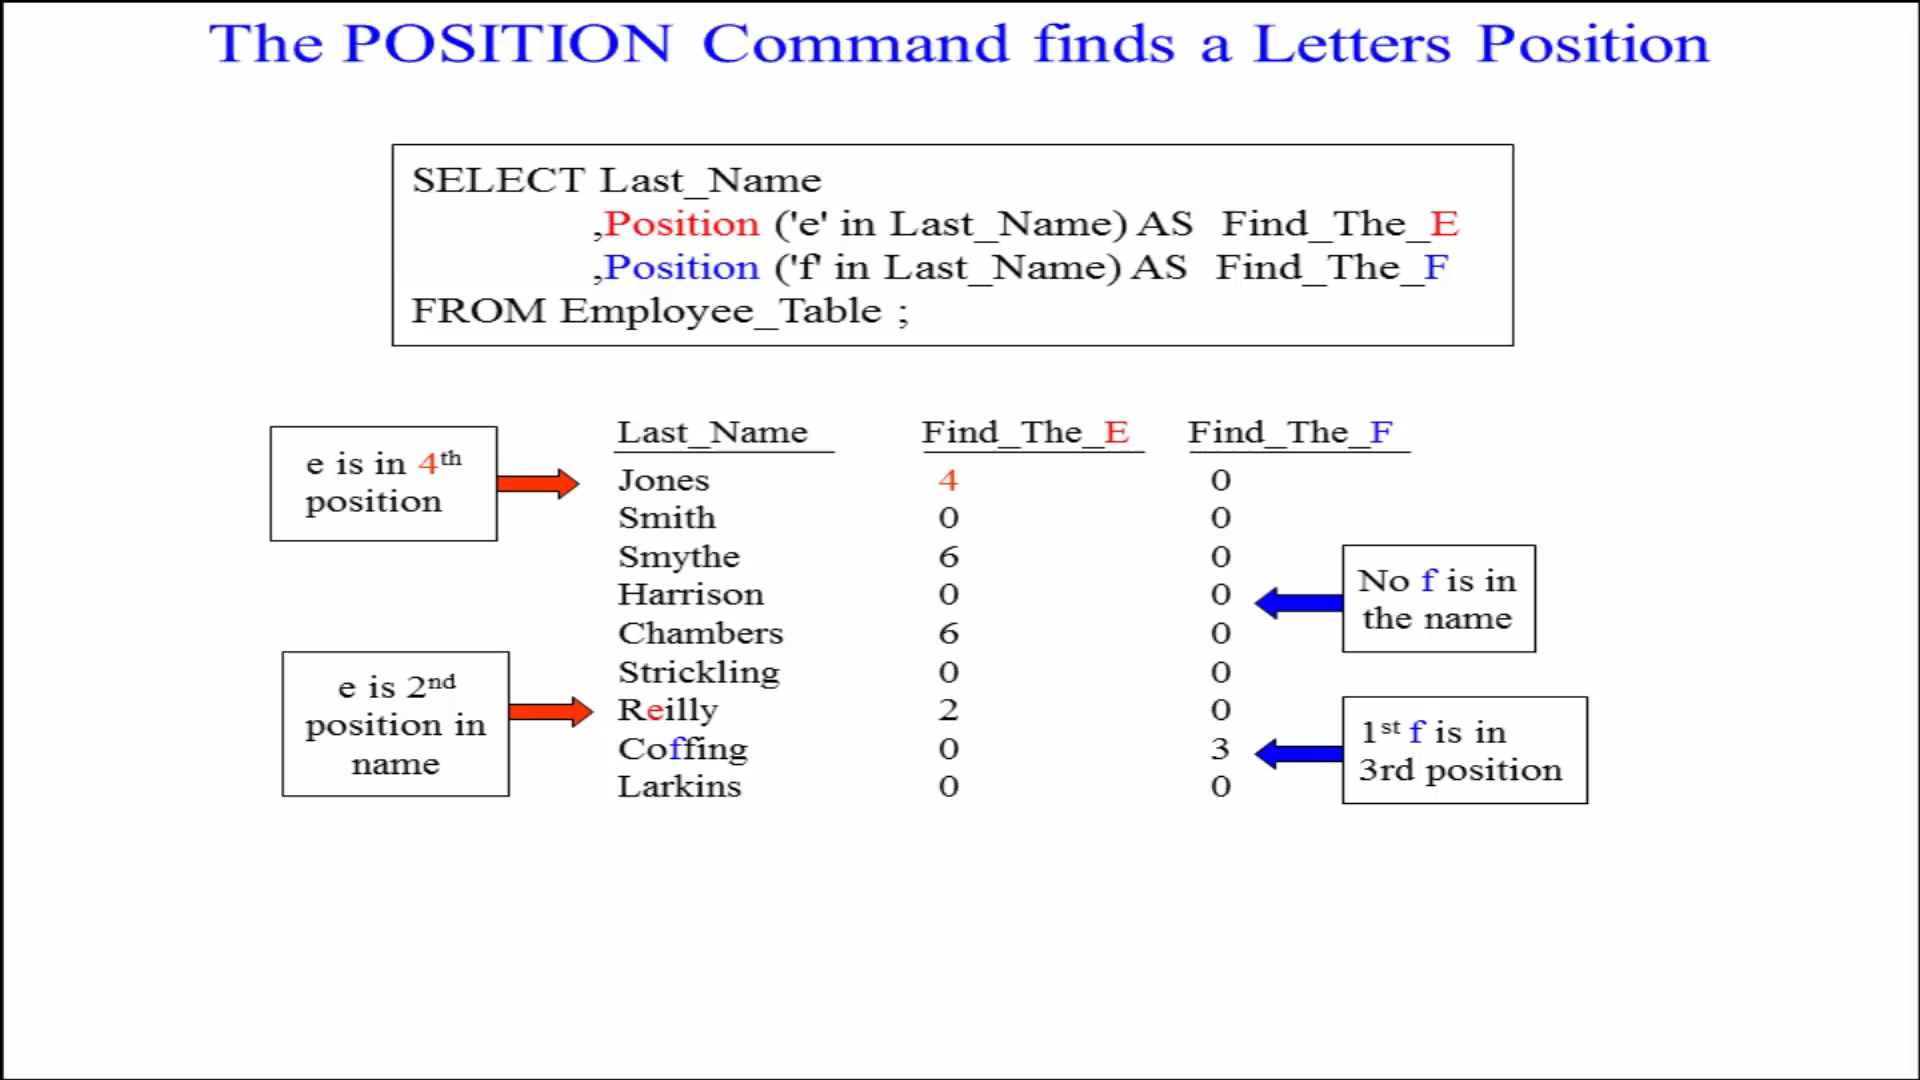 The POSITION Command finds a Letters Position
SELECT Last_Name
,Position ('e' in Last_Name) AS Find_The_E
,Position ('f' in Last_Name) AS Find_The_F
FROM Employee_Table ;
e is in 4th
position
e is 2nd
position in
name
Last_Name Find_The_E Find_The_F
Jones 4 0
Smith 0 0
Smythe 6 0
Harrison 0 0
Chambers 6 0
Strickling 0 0
Reilly 2 0
Coffing 0 3
Larkins 0 0
No f is in
the name
1st f is in
3rd position